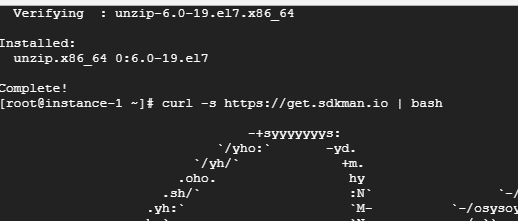 Verifying  : unzip-6.0-19.el7.x86_64
Installed:
unzip.x86_64 0:6.0-19.el7
Complete!
[root@instance-1 ~]# curl -s https://get.sdkman.io | bash
-+syyyyyyys:
`/yho:`       -yd.
`/yh/`             +m.
.oho.                 hy
.sh/`                   :N`                `-/
.yh:`                     `M-          `-/osysoy